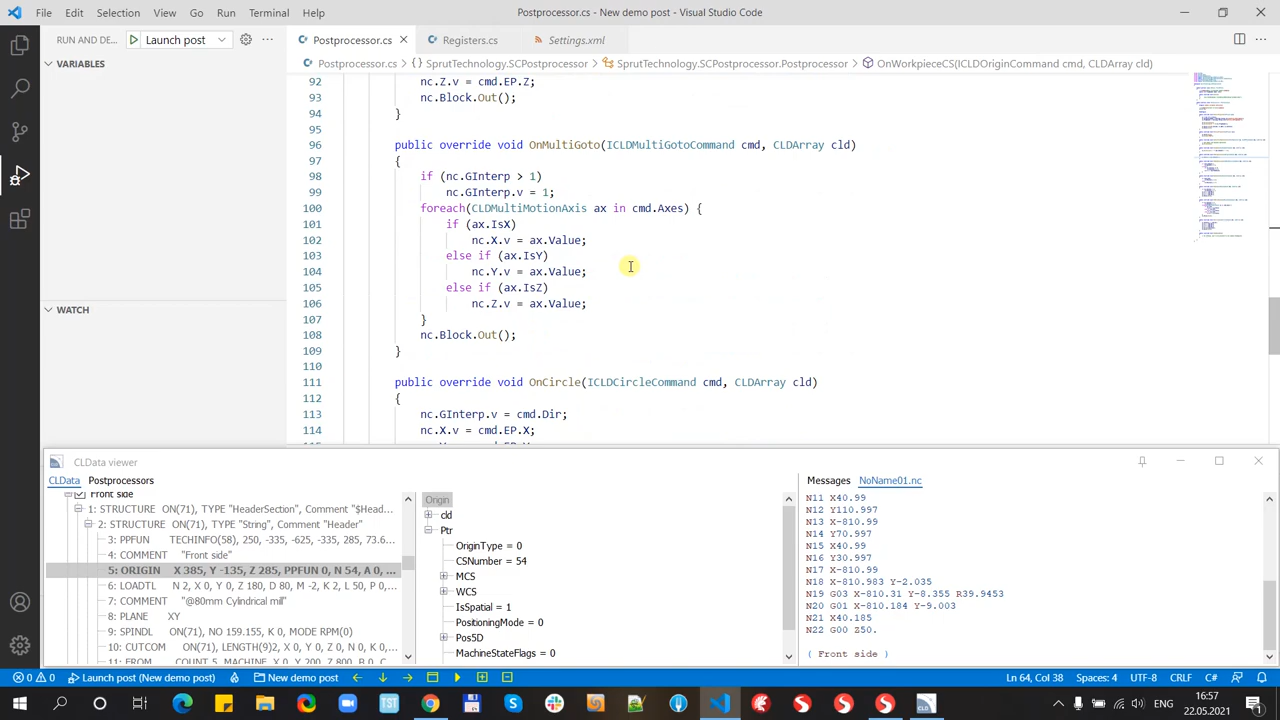 File Edit Selection View Go Run Terminal Help
Postprocessor.cs - New demo post - Visual Studio Code
RUN AND DE... Launch post
Postprocessor.cs Registers.cs Settings.xml
VARIABLES
Postprocessor.cs > {} SprutTechnology.SCPostprocessor > SprutTechnology.SCPostprocessor.Postprocessor > OnWorkpieceCS(ICLDOriginCommand cmd, CLDArray cld)
92 nc.Z.v = cmd.EP.Z;
93 nc.Block.Out();
94 }
95
96 public override void cmd, cld)
97 {
98 if
99
100 in
101 if (ax.IsX)
102 nc.X.v = ax.Value;
103 else if (ax.IsY)
104 nc.Y.v = ax.Value;
105 else if (ax.IsZ)
106 nc.Z.v = ax.Value;
107 }
108 nc.Block.Out();
109 }
110
111 public override void OnCircle(ICLDCircleCommand cmd, CLDArray cld)
112 {
113 nc.GInterp.v = cmd.Dir;
114 nc.X.v = cmd.EP.X;
WATCH
CLData viewer
CLData Postprocessors
Front side
1: STRUCTURE ON(71), TYPE "HeaderSection", Comment "$Head...
2: STRUCTURE ON(71), TYPE "String", Comment "Header"
3: PPFUN TECHINFO(58), 250, -335, -625, -335, 285, 73.6...
4: COMMENT "Front side"
5: ORIGIN X 385, Y -135, Z 285, PPFUN 0, N 54, A 0, ...
6: LOADTL N 2, X 0, Y 0, Z 180, D 80, M -2, K 2, L 50, P 0,...
7: COMMENT "@80mm Cylindrical mill"
8: PLANE XY
9: SPINDL ON(71), NO 159.155, K 0, MODE RPM(0)
10: CUTCOM ON(71), LENGTH(9)2, X 0, Y 0, Z 0, N 0, K 0,...
11: FROM COUNT 5, MACHINE, X 0, Y 200, Z 800, B 0, C...
Origin
cld
Ptr
OriginType = 0
CSNumber = 54
MCS
WCS
IsSpatial = 1
PositioningMode = 0
Pos5D
MachineStateFlags = 0
Messages NoName01.nc
N11 X40.99
N12 Y110.997
N13 X-810.99
N14 Y70.997
N15 X40.99
N16 Y30.997
N17 X-810.99
N18 X-810.983 Y-2.035
N19 G03 X-810.31 Y-8.355 R39.9453
N20 G01 X-810.184 Y-9.003
N21 X40.185
N22 G00 Z50.
( Front side )
0 0 Launch post (New demo post) New demo post Ln 64, Col 38 Spaces: 4 UTF-8 CRLF C#
ENG 16:57
22.05.2021